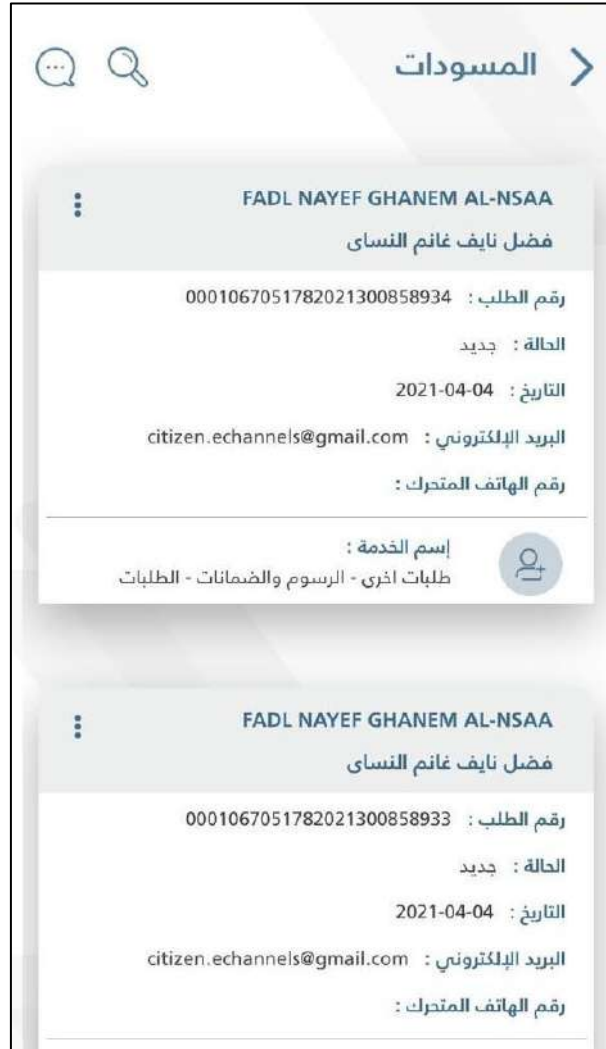 المسودات
FADL NAYEF GHANEM AL-NSAA
فضل نايف غانم النساى
رقم الطلب : 0001067051782021300858934
الحالة : جديد
التاريخ : 2021-04-04
البريد الإلكتروني : citizen.echannels@gmail.com
رقم الهاتف المتحرك :
إسم الخدمة :
طلبات اخرى - الرسوم والضمانات - الطلبات
FADL NAYEF GHANEM AL-NSAA
فضل نايف غانم النساى
رقم الطلب : 0001067051782021300858933
الحالة : جديد
التاريخ : 2021-04-04
البريد الإلكتروني : citizen.echannels@gmail.com
رقم الهاتف المتحرك :